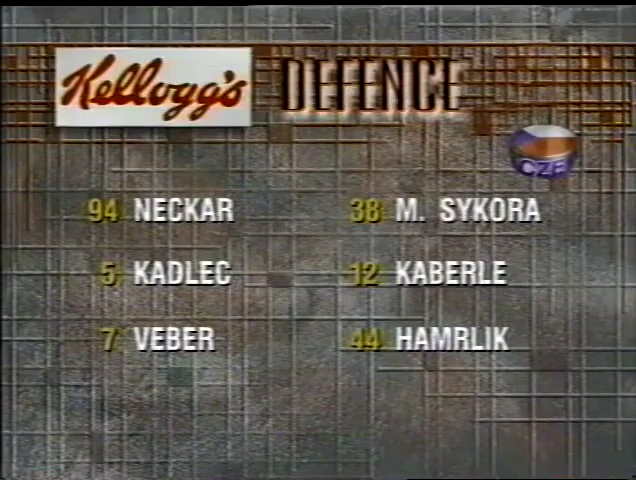 Kellogg's DEFENCE
CZE
94 NECKAR 38 M. SYKORA
5 KADLEC 12 KABERLE
7 VEBER 44 HAMRLIK